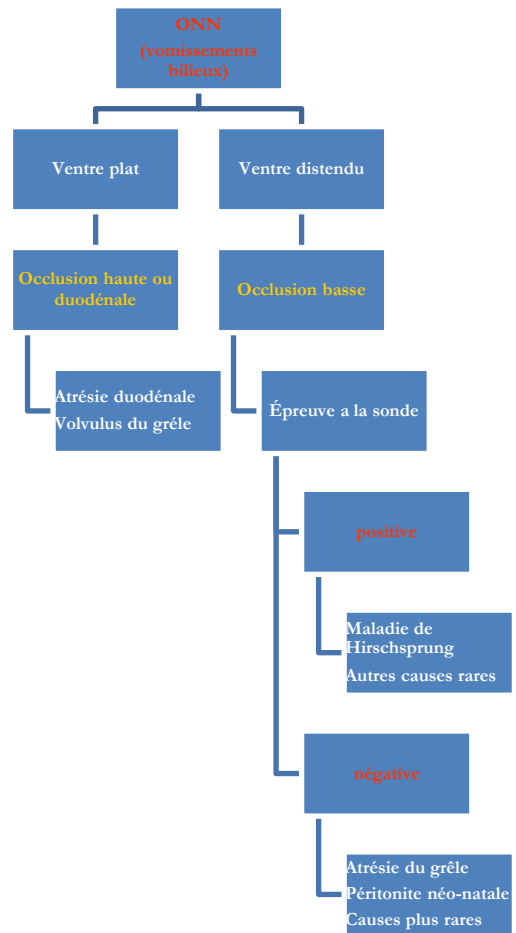 ONN
(vomissements
bilieux)
Ventre plat
Ventre distendu
Occlusion haute ou
duodénale
Occlusion basse
Atrésie duodénale
Volvulus du gréle
Épreuve a la sonde
positive
Maladie de
Hirschsprung
Autres causes rares
négative
Atrésie du grêle
Péritonite néo-natale
Causes plus rares